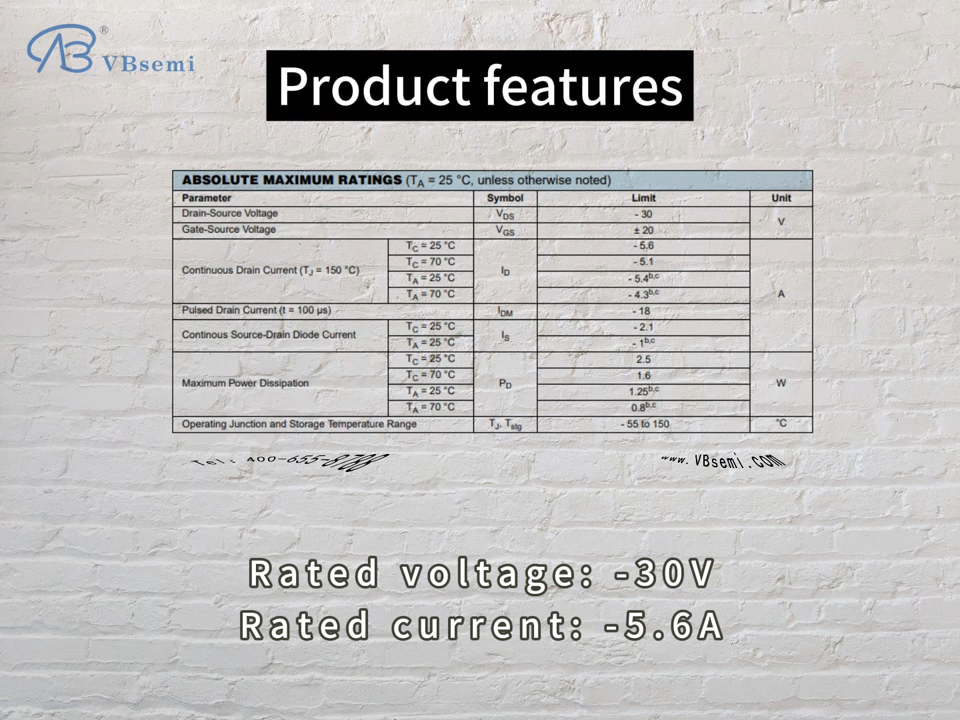 VBsemi®
Product features
ABSOLUTE MAXIMUM RATINGS (TA = 25 °C, unless otherwise noted)
Parameter Symbol Limit Unit
Drain-Source Voltage VDS - 30 V
Gate-Source Voltage VGS ± 20
Continuous Drain Current (TJ = 150 °C) TC = 25 °C ID - 5.6 A
TC = 70 °C - 5.1
TA = 25 °C - 5.4b,c
TA = 70 °C - 4.3b,c
Pulsed Drain Current (t = 100 µs) IDM - 18
Continous Source-Drain Diode Current TC = 25 °C IS - 2.1
TA = 25 °C - 1b,c
Maximum Power Dissipation TC = 25 °C PD 2.5 W
TC = 70 °C 1.6
TA = 25 °C 1.25b,c
TA = 70 °C 0.8b,c
Operating Junction and Storage Temperature Range TJ, Tstg - 55 to 150 °C
Tel: 400-655-8788 www.VBsemi.com
Rated voltage: -30V
Rated current: -5.6A